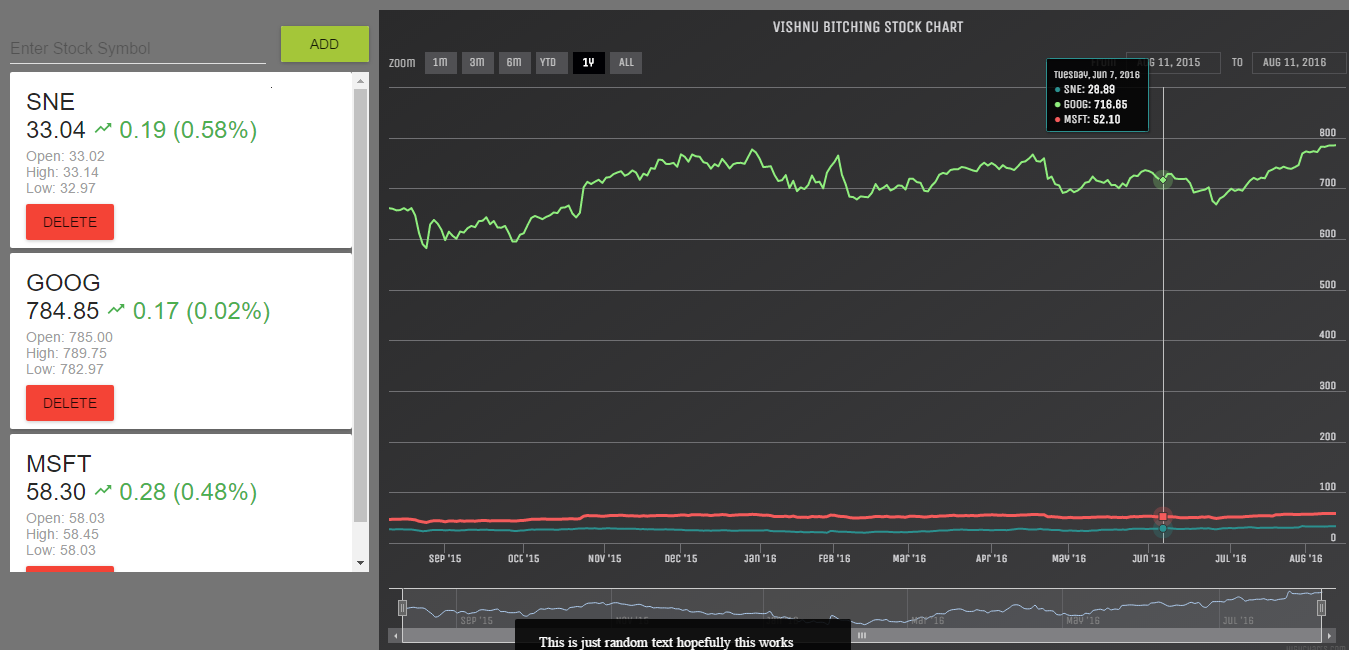 Enter Stock Symbol
ADD
SNE
33.04 0.19 (0.58%)
Open: 33.02
High: 33.14
Low: 32.97
DELETE
GOOG
784.85 0.17 (0.02%)
Open: 785.00
High: 789.75
Low: 782.97
DELETE
MSFT
58.30 0.28 (0.48%)
Open: 58.03
High: 58.45
Low: 58.03
VISHNU BITCHING STOCK CHART
ZOOM 1m 3m 6m YTD 1Y ALL
AUG 11, 2015 TO AUG 11, 2016
Tuesday, Jun 7, 2016
SNE: 28.89
GOOG: 716.65
MSFT: 52.10
800
700
600
500
400
300
200
100
0
Sep '15 Oct '15 Nov '15 Dec '15 Jan '16 Feb '16 Mar '16 Apr '16 May '16 Jun '16 Jul '16 Aug '16
Sep '15 Mar '16 May '16 Jul '16
This is just random text hopefully this works